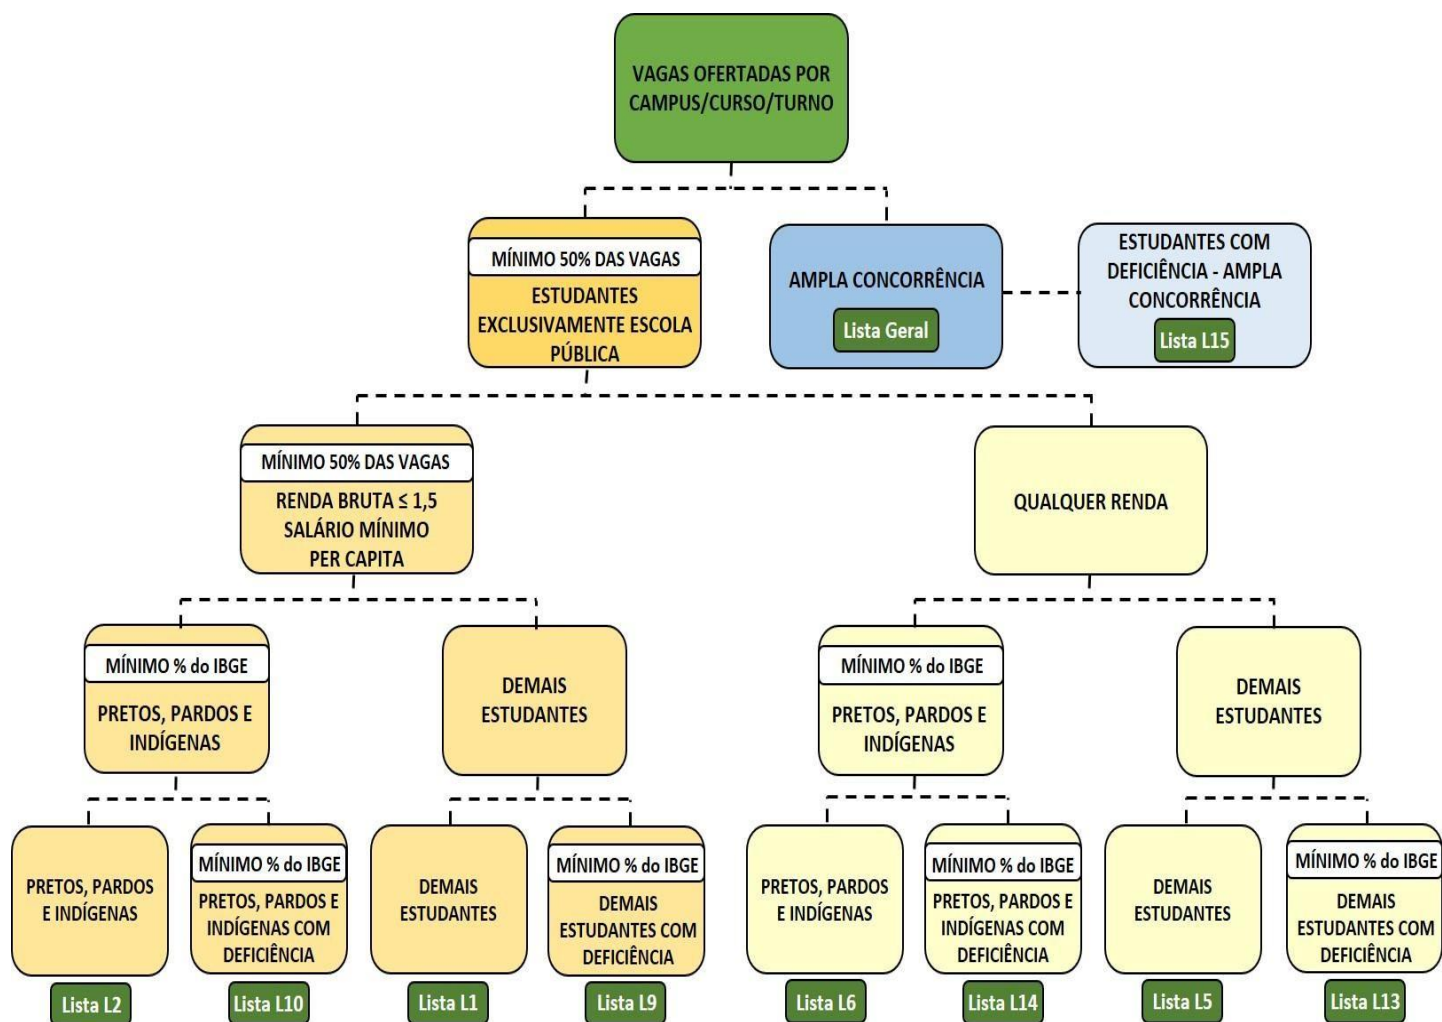 VAGAS OFERTADAS POR
CAMPUS/CURSO/TURNO
MÍNIMO 50% DAS VAGAS
ESTUDANTES
EXCLUSIVAMENTE ESCOLA
PÚBLICA
AMPLA CONCORRÊNCIA
Lista Geral
ESTUDANTES COM
DEFICIÊNCIA - AMPLA
CONCORRÊNCIA
Lista L15
MÍNIMO 50% DAS VAGAS
RENDA BRUTA ≤ 1,5
SALÁRIO MÍNIMO
PER CAPITA
QUALQUER RENDA
MÍNIMO % do IBGE
PRETOS, PARDOS E
INDÍGENAS
DEMAIS
ESTUDANTES
MÍNIMO % do IBGE
PRETOS, PARDOS E
INDÍGENAS
DEMAIS
ESTUDANTES
PRETOS, PARDOS
E INDÍGENAS
Lista L2
MÍNIMO % do IBGE
PRETOS, PARDOS E
INDÍGENAS COM
DEFICIÊNCIA
Lista L10
DEMAIS
ESTUDANTES
Lista L1
MÍNIMO % do IBGE
DEMAIS
ESTUDANTES COM
DEFICIÊNCIA
Lista L9
PRETOS, PARDOS
E INDÍGENAS
Lista L6
MÍNIMO % do IBGE
PRETOS, PARDOS E
INDÍGENAS COM
DEFICIÊNCIA
Lista L14
DEMAIS
ESTUDANTES
Lista L5
MÍNIMO % do IBGE
DEMAIS
ESTUDANTES COM
DEFICIÊNCIA
Lista L13